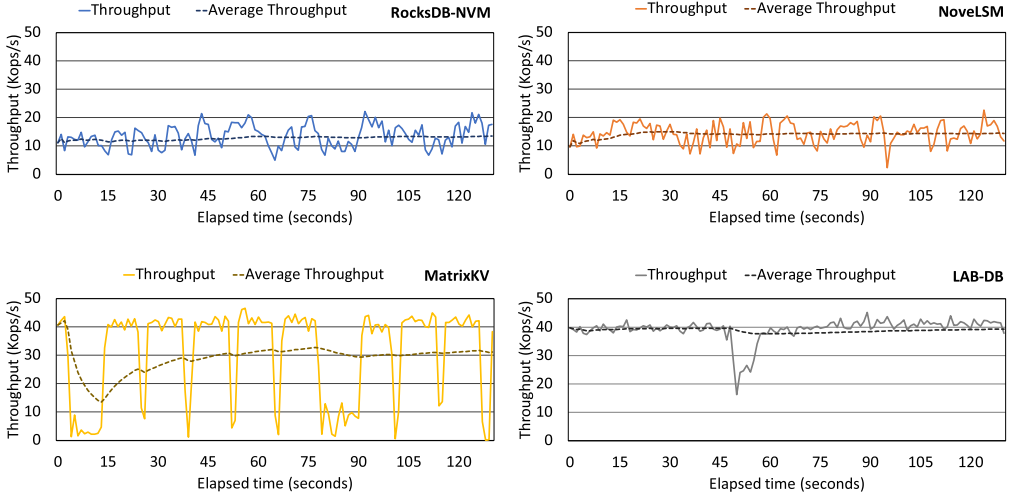 Throughput Average Throughput RocksDB-NVM
Throughput (Kops/s)
50
40
30
20
10
0
0 15 30 45 60 75 90 105 120
Elapsed time (seconds)
Throughput Average Throughput NoveLSM
Throughput (Kops/s)
50
40
30
20
10
0
0 15 30 45 60 75 90 105 120
Elapsed time (seconds)
Throughput Average Throughput MatrixKV
Throughput (Kops/s)
50
40
30
20
10
0
0 15 30 45 60 75 90 105 120
Elapsed time (seconds)
Throughput Average Throughput LAB-DB
Throughput (Kops/s)
50
40
30
20
10
0
0 15 30 45 60 75 90 105 120
Elapsed time (seconds)